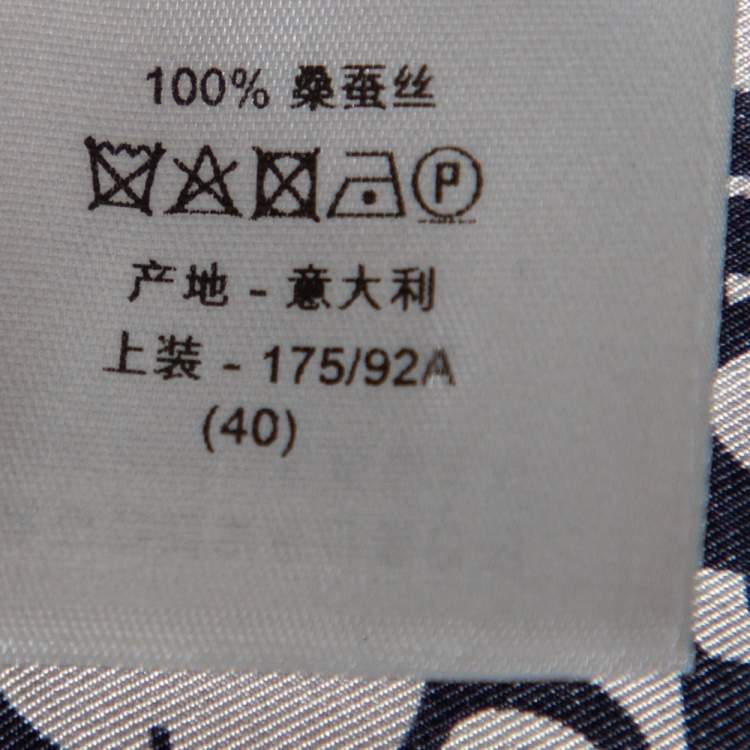 100% 桑蚕丝
P
产地 - 意大利
上装 - 175/92A
(40)